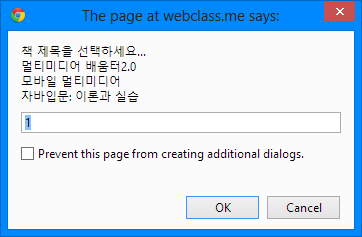 The page at webclass.me says:
책 제목을 선택하세요...
멀티미디어 배움터2.0
모바일 멀티미디어
자바입문: 이론과 실습
1
Prevent this page from creating additional dialogs.
OK Cancel